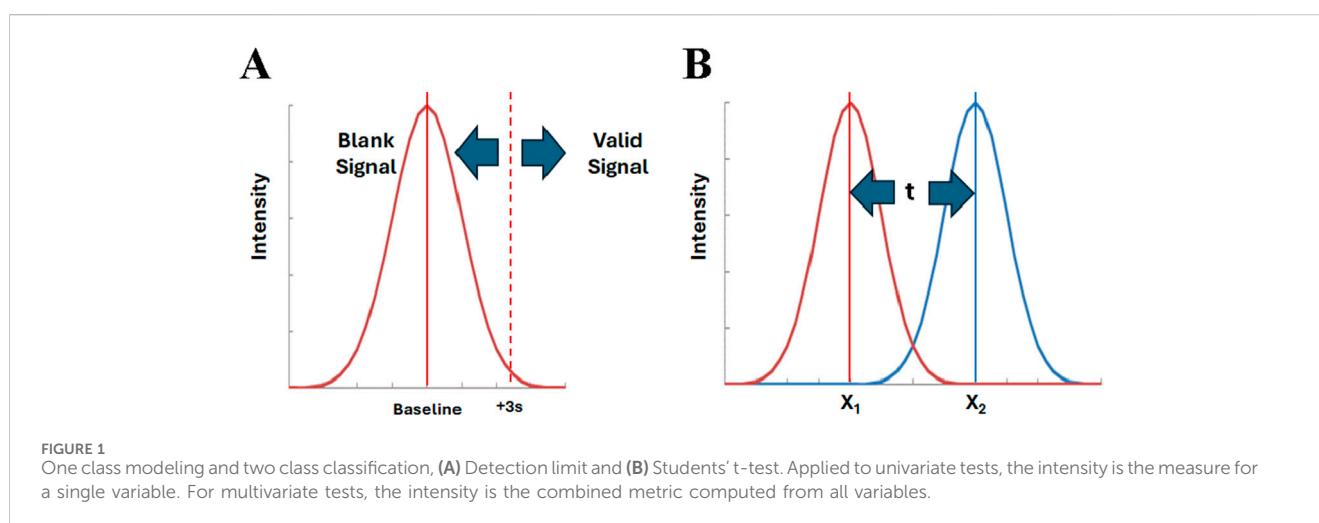 A
B
Blank
Signal
Valid
Signal
Intensity
Baseline
+3s
t
Intensity
X₁
X₂
FIGURE 1
One class modeling and two class classification, (A) Detection limit and (B) Students' t-test. Applied to univariate tests, the intensity is the measure for
a single variable. For multivariate tests, the intensity is the combined metric computed from all variables.